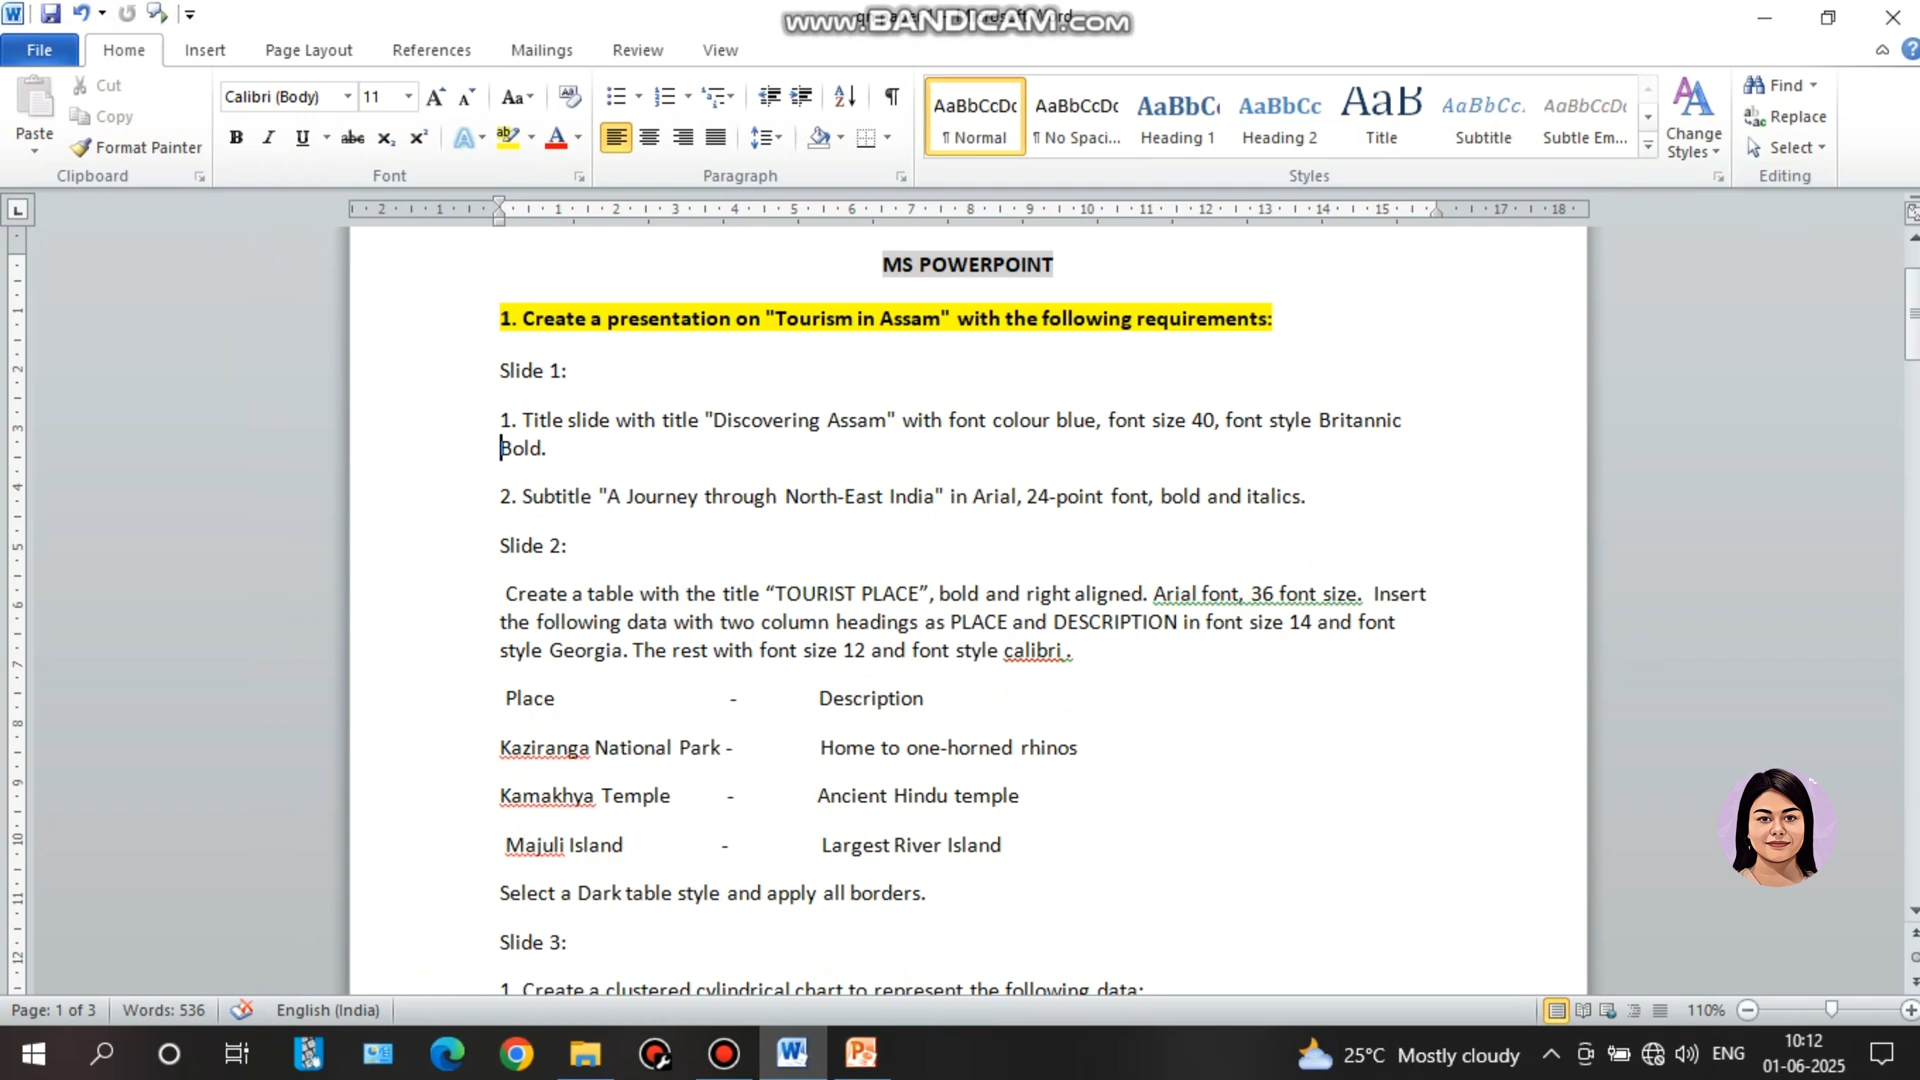 www.BANDICAM.com
File Home Insert Page Layout References Mailings Review View
Cut
Copy
Format Painter
Paste
Clipboard
Calibri (Body) 11
Font
Paragraph
AaBbCcDc AaBbCcDc AaBbC AaBbCc AaB AaBbCc. AaBbCcDc
¶ Normal ¶ No Spaci... Heading 1 Heading 2 Title Subtitle Subtle Em...
Change
Styles
Styles
Find
Replace
Select
Editing
MS POWERPOINT
1. Create a presentation on "Tourism in Assam" with the following requirements:
Slide 1:
1. Title slide with title "Discovering Assam" with font colour blue, font size 40, font style Britannic
Bold.
2. Subtitle "A Journey through North-East India" in Arial, 24-point font, bold and italics.
Slide 2:
Create a table with the title “TOURIST PLACE”, bold and right aligned. Arial font, 36 font size. Insert
the following data with two column headings as PLACE and DESCRIPTION in font size 14 and font
style Georgia. The rest with font size 12 and font style calibri .
Place - Description
Kaziranga National Park - Home to one-horned rhinos
Kamakhya Temple - Ancient Hindu temple
Majuli Island - Largest River Island
Select a Dark table style and apply all borders.
Slide 3:
1. Create a clustered cylindrical chart to represent the following data:
Page: 1 of 3 Words: 536 English (India) 110%
25°C Mostly cloudy ENG 10:12
01-06-2025